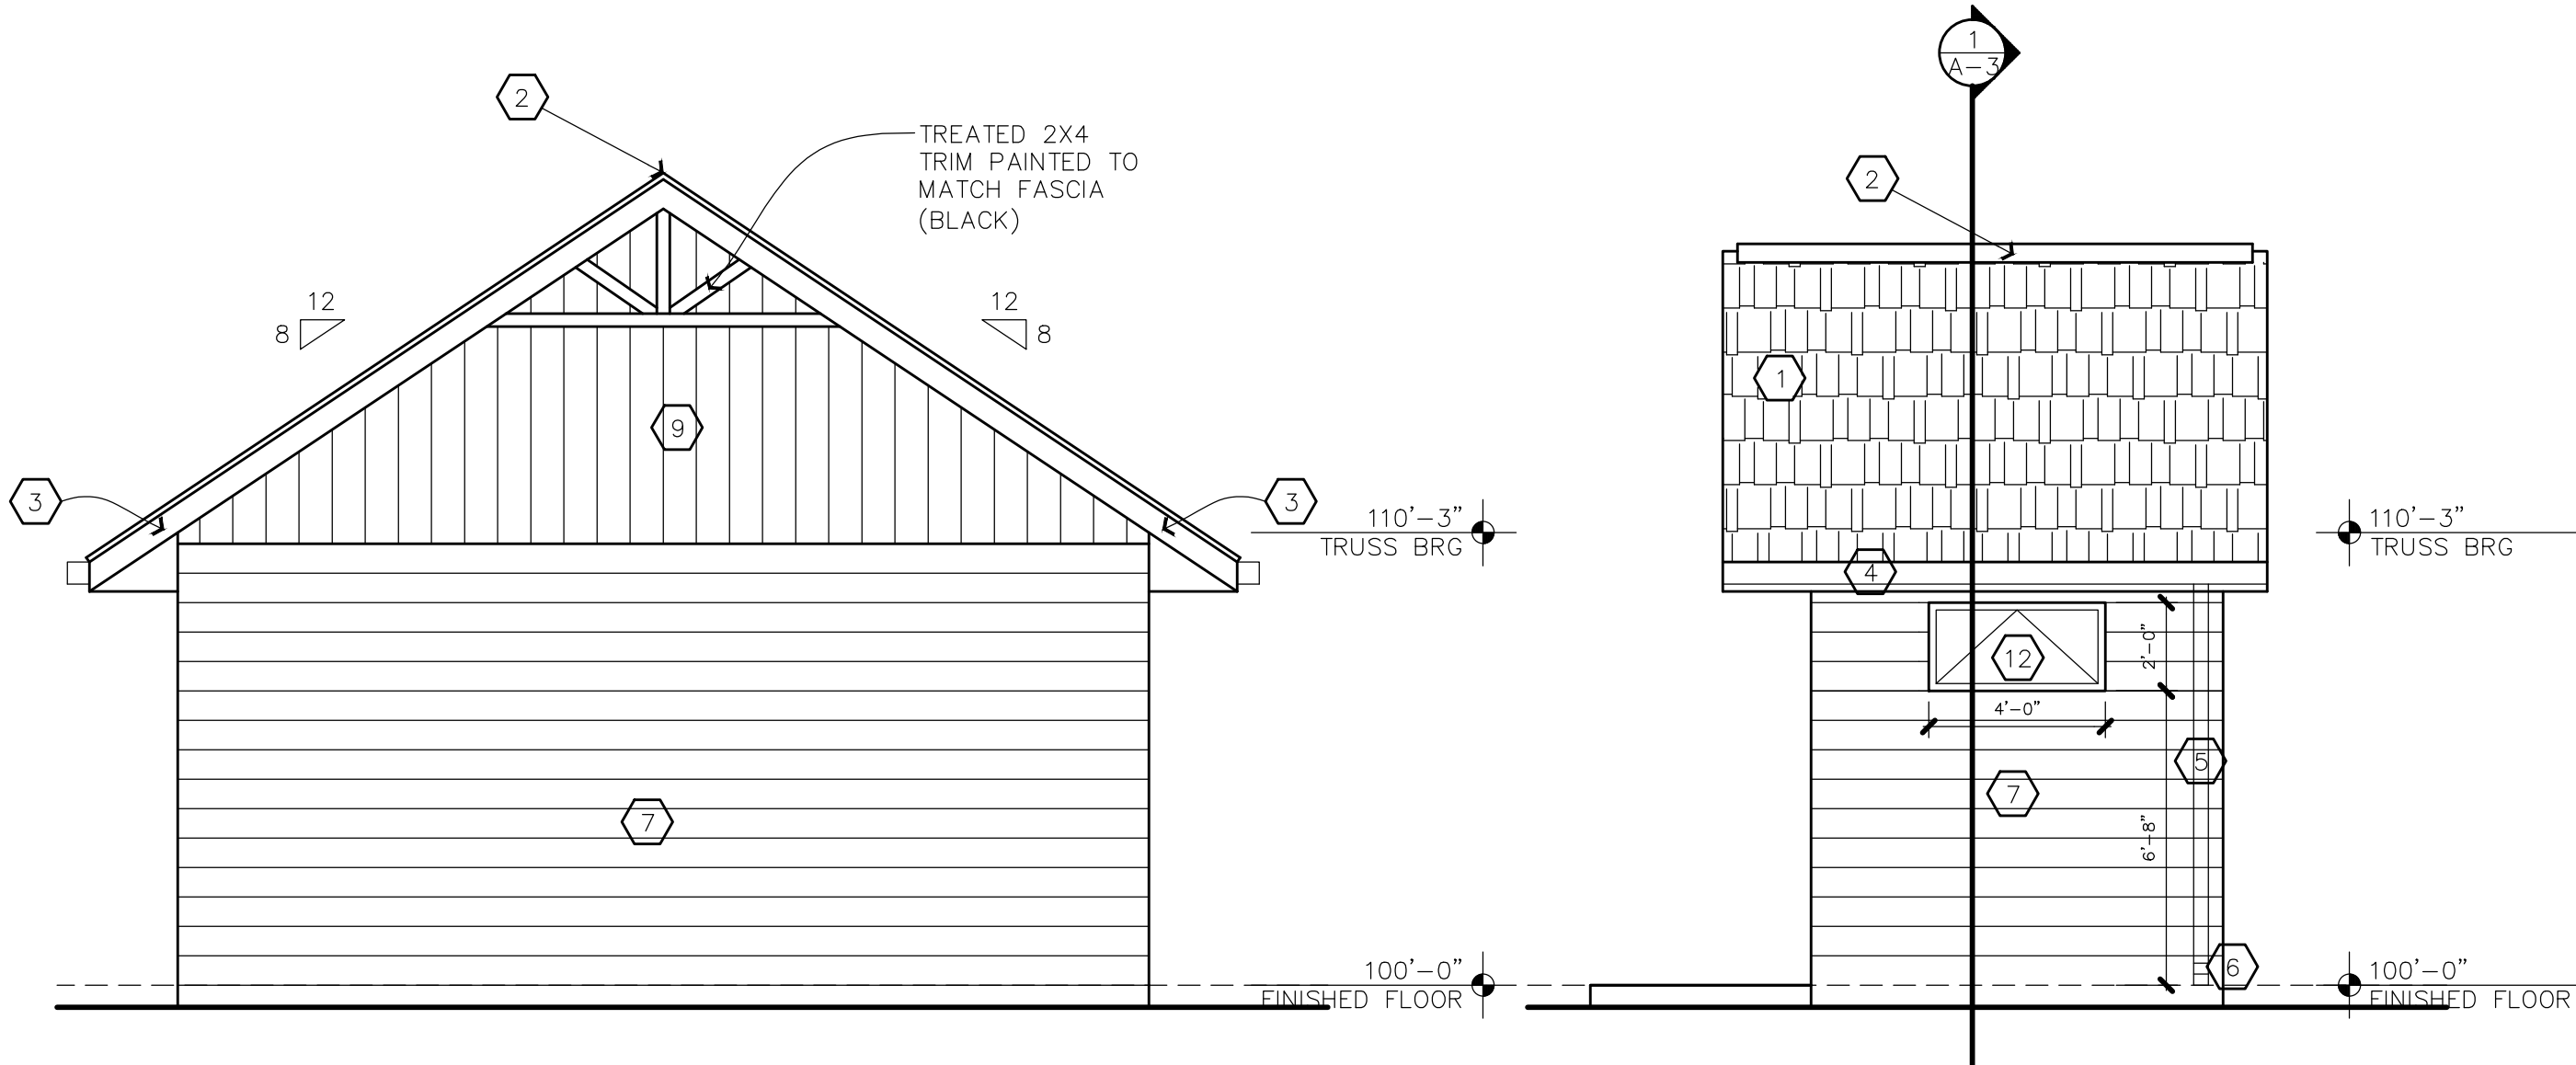 2
TREATED 2X4
TRIM PAINTED TO
MATCH FASCIA
(BLACK)
12
8
12
8
9
3
3
110'-3"
TRUSS BRG
7
100'-0"
FINISHED FLOOR
1
A-3
2
1
110'-3"
TRUSS BRG
4
12
2'-0"
4'-0"
5
7
6'-8"
6
100'-0"
FINISHED FLOOR